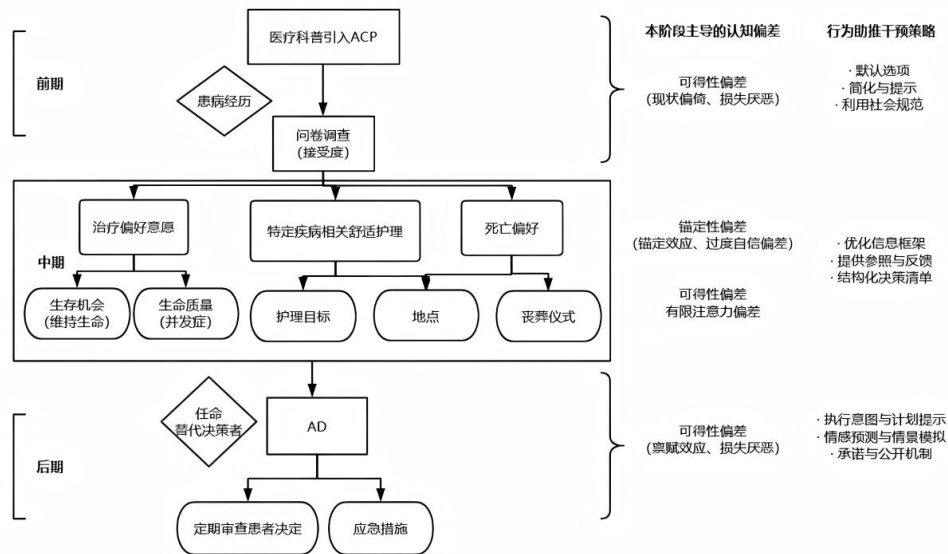 医疗科普引入ACP
前期
患病经历
问卷调查
(接受度)
本阶段主导的认知偏差
行为助推干预策略
可得性偏差
(现状偏倚、损失厌恶)
· 默认选项
· 简化与提示
· 利用社会规范
中期
治疗偏好意愿
特定疾病相关舒适护理
死亡偏好
生存机会
(维持生命)
生命质量
(并发症)
护理目标
地点
丧葬仪式
锚定性偏差
(锚定效应、过度自信偏差)
可得性偏差
有限注意力偏差
· 优化信息框架
· 提供参照与反馈
· 结构化决策清单
后期
任命
替代决策者
AD
定期审查患者决定
应急措施
可得性偏差
(禀赋效应、损失厌恶)
· 执行意图与计划提示
· 情感预测与情景模拟
· 承诺与公开机制